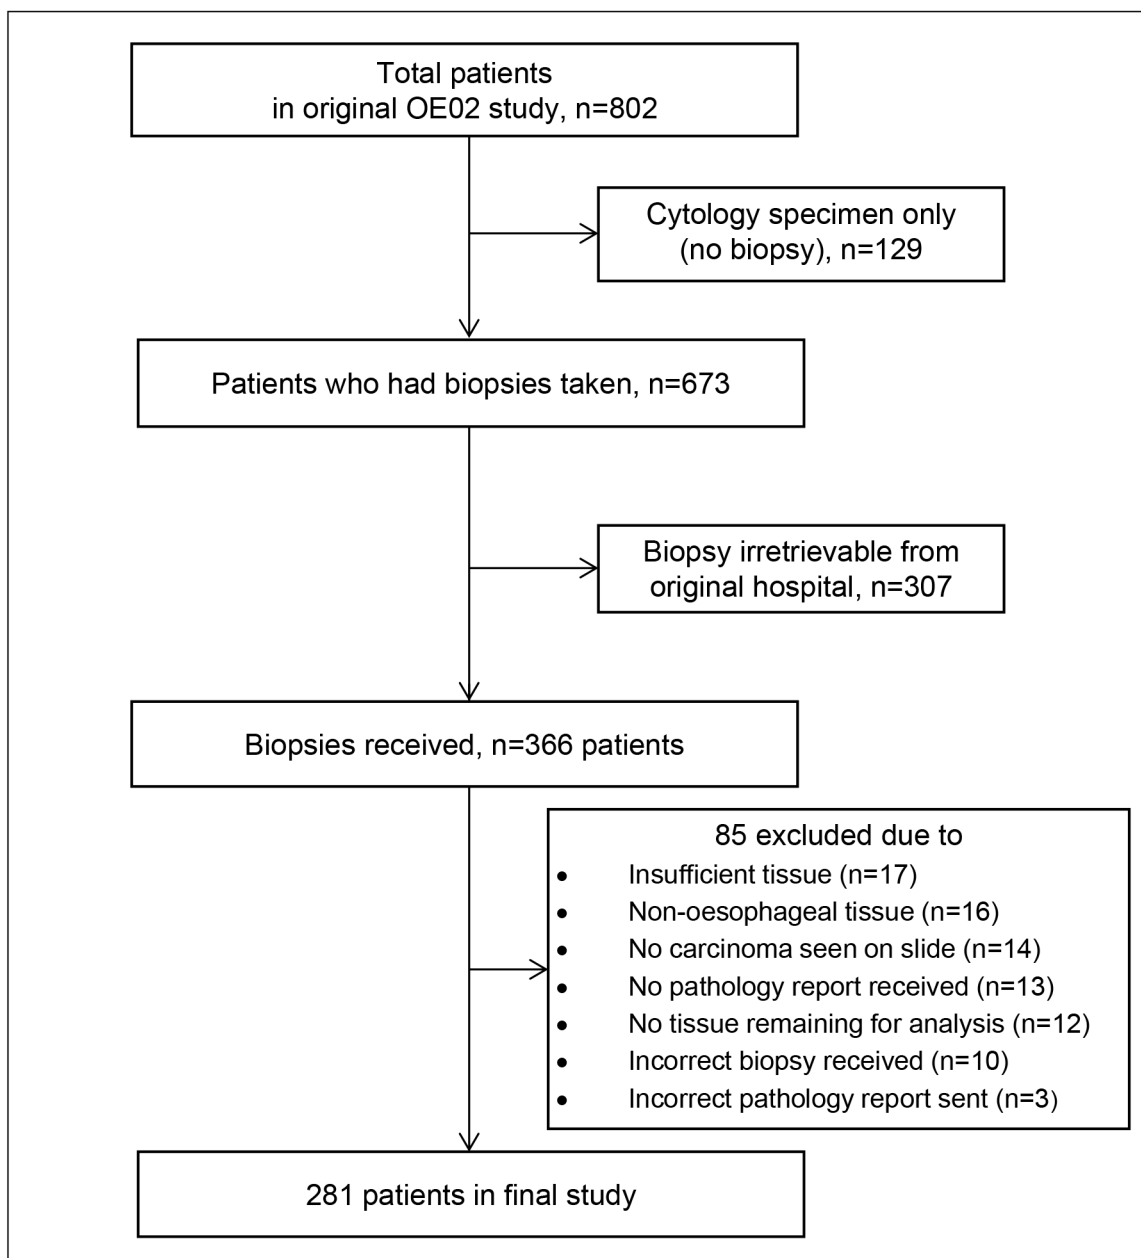 Total patients
in original OE02 study, n=802
Cytology specimen only
(no biopsy), n=129
Patients who had biopsies taken, n=673
Biopsy irretrievable from
original hospital, n=307
Biopsies received, n=366 patients
85 excluded due to
• Insufficient tissue (n=17)
• Non-oesophageal tissue (n=16)
• No carcinoma seen on slide (n=14)
• No pathology report received (n=13)
• No tissue remaining for analysis (n=12)
• Incorrect biopsy received (n=10)
• Incorrect pathology report sent (n=3)
281 patients in final study